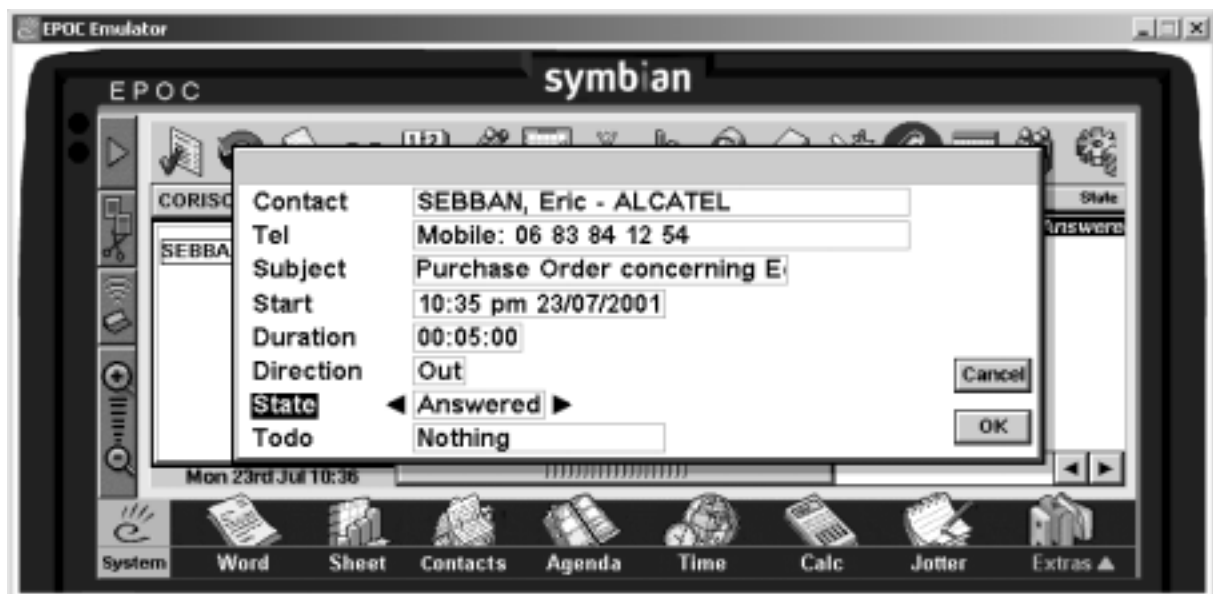 EPOC Emulator
symbian
EPOC
CORISC
State
Answere
SEBBA
Contact SEBBAN, Eric - ALCATEL
Tel Mobile: 06 83 84 12 54
Subject Purchase Order concerning E
Start 10:35 pm 23/07/2001
Duration 00:05:00
Direction Out
Cancel
State Answered
OK
Todo Nothing
Mon 23rd Jul 10:36
System Word Sheet Contacts Agenda Time Calc Jotter Extras